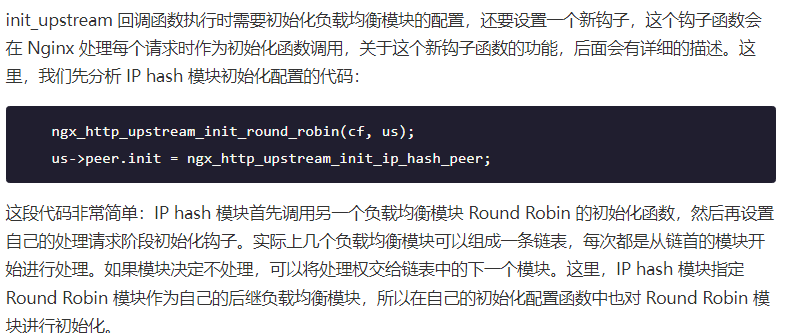 init_upstream 回调函数执行时需要初始化负载均衡模块的配置，还要设置一个新钩子，这个钩子函数会
在 Nginx 处理每个请求时作为初始化函数调用，关于这个新钩子函数的功能，后面会有详细的描述。这
里，我们先分析 IP hash 模块初始化配置的代码：
ngx_http_upstream_init_round_robin(cf, us);
us->peer.init = ngx_http_upstream_init_ip_hash_peer;
这段代码非常简单：IP hash 模块首先调用另一个负载均衡模块 Round Robin 的初始化函数，然后再设置
自己的处理请求阶段初始化钩子。实际上几个负载均衡模块可以组成一条链表，每次都是从链首的模块开
始进行处理。如果模块决定不处理，可以将处理权交给链表中的下一个模块。这里，IP hash 模块指定
Round Robin 模块作为自己的后继负载均衡模块，所以在自己的初始化配置函数中也对 Round Robin 模
块进行初始化。